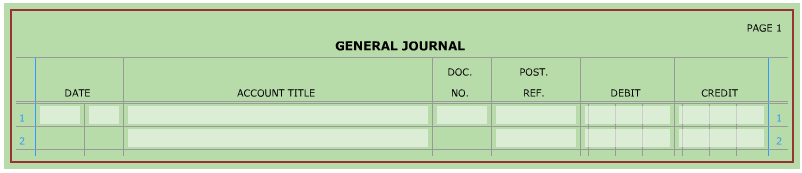 PAGE 1
GENERAL JOURNAL
DOC. POST.
DATE ACCOUNT TITLE NO. REF. DEBIT CREDIT
1 1
2 2